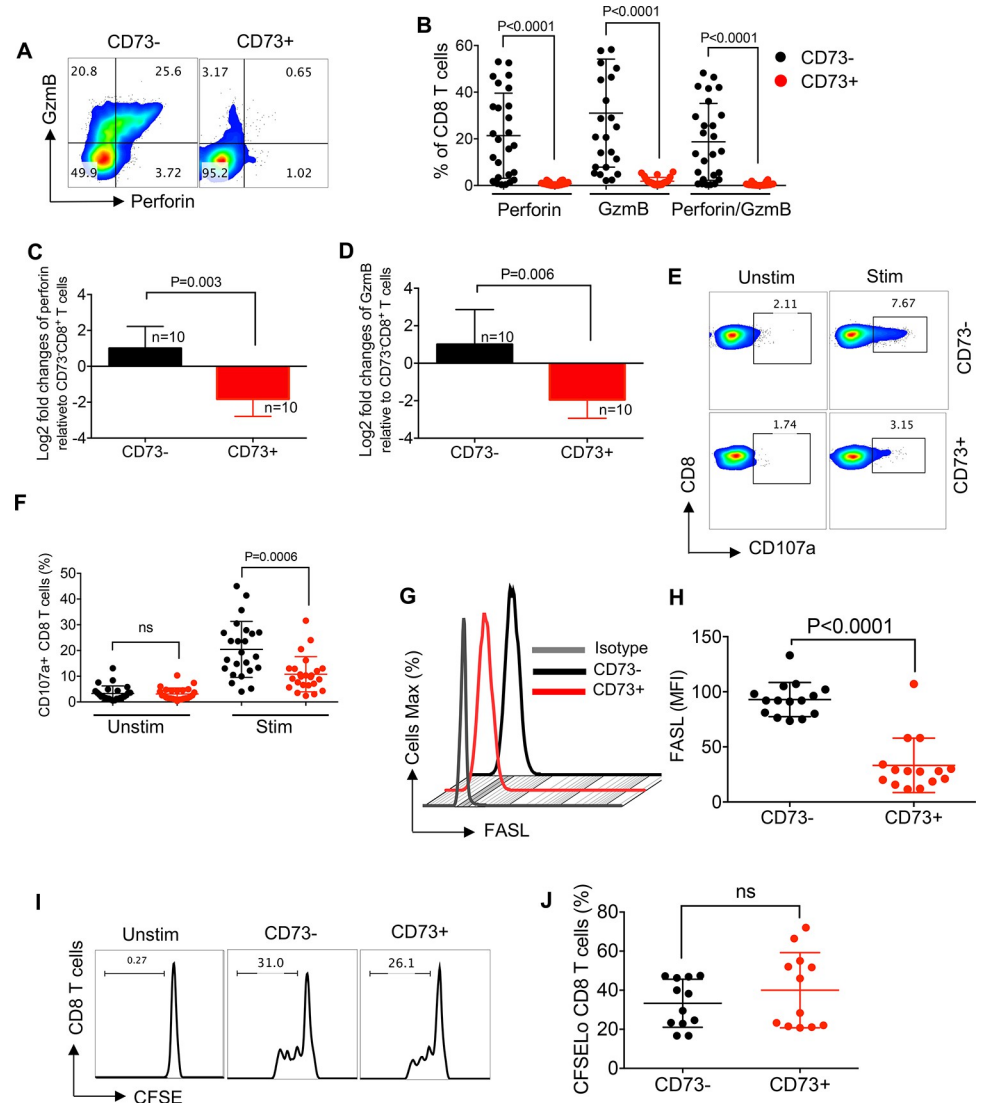 A
CD73-
CD73+
20.8
25.6
3.17
0.65
49.9
3.72
95.2
1.02
GzmB
Perforin
B
P<0.0001
P<0.0001
P<0.0001
CD73-
CD73+
% of CD8 T cells
60
40
20
0
Perforin
GzmB
Perforin/GzmB
C
Log2 fold changes of perforin
relativeto CD73-CD8+ T cells
P=0.003
4
2
0
-2
-4
n=10
n=10
CD73-
CD73+
D
Log2 fold changes of GzmB
relative to CD73-CD8+ T cells
P=0.006
4
2
0
-2
-4
n=10
n=10
CD73-
CD73+
E
Unstim
Stim
2.11
7.67
CD73-
1.74
3.15
CD73+
CD8
CD107a
F
CD107a+ CD8 T cells (%)
P=0.0006
ns
50
40
30
20
10
0
Unstim
Stim
G
Cells Max (%)
Isotype
CD73-
CD73+
FASL
H
P<0.0001
FASL (MFI)
150
100
50
0
CD73-
CD73+
I
Unstim
CD73-
CD73+
0.27
31.0
26.1
CD8 T cells
CFSE
J
ns
CFSELo CD8 T cells (%)
80
60
40
20
0
CD73-
CD73+